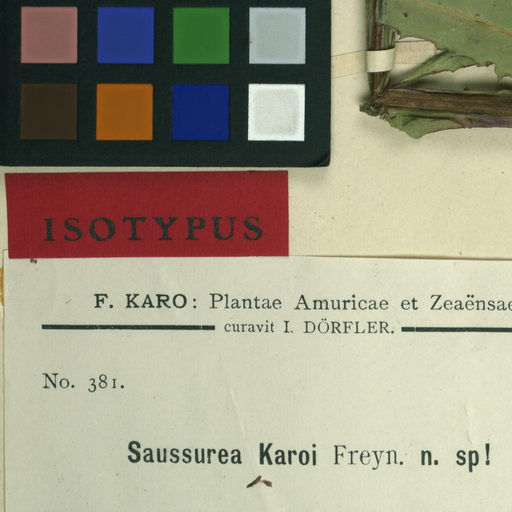 ISOTYPUS
F. KARO: Plantae Amuricae et Zeaënsae
curavit I. DÖRFLER.
No. 381.
Saussurea Karoi Freyn. n. sp!